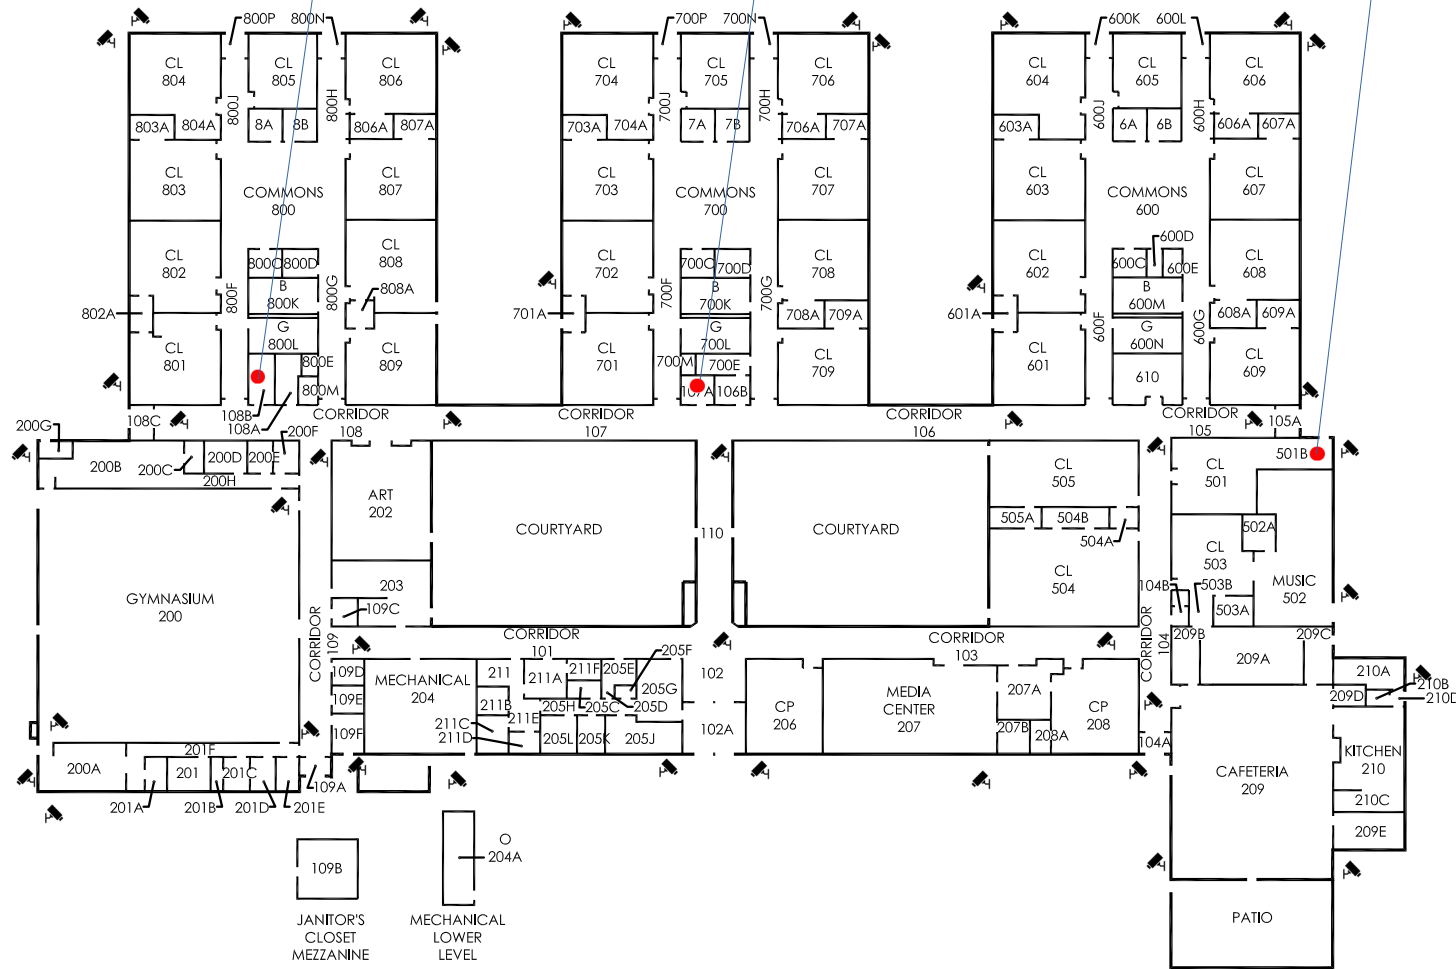 800P 800N
700P 700N
600K 600L
CL
804
CL
805
CL
806
CL
704
CL
705
CL
706
CL
604
CL
605
CL
606
800J
800H
700J
700H
600J
600H
803A 804A
8A 8B
806A 807A
703A 704A
7A 7B
706A 707A
603A
6A 6B
606A 607A
CL
803
COMMONS
800
CL
807
CL
703
COMMONS
700
CL
707
CL
603
COMMONS
600
CL
607
CL
802
800C 800D
CL
808
CL
702
700C 700D
CL
708
CL
602
600D
600C 600E
CL
608
800F
B
800K
800G
808A
700F
B
700K
700G
B
600M
802A
701A
708A 709A
601A
608A 609A
G
800L
G
700L
600F
G
600N
600G
CL
801
800E
800M
CL
809
CL
701
700M 700E
107A 106B
CL
709
CL
601
610
CL
609
108B
108A
108C
CORRIDOR
108
CORRIDOR
107
CORRIDOR
106
CORRIDOR
105
105A
200G
200F
200B
200C
200D
200E
200H
ART
202
CL
505
CL
501
501B
COURTYARD
110
COURTYARD
505A 504B
504A
502A
CL
503
CL
504
MUSIC
502
GYMNASIUM
200
203
109C
104B
503B
503A
CORRIDOR
109
CORRIDOR
101
CORRIDOR
103
CORRIDOR
104
209B
209C
209A
109D
109E
109F
MECHANICAL
204
211
211A
211F
205E
205F
205G
102
211B
205H
205C
205D
211C
211E
211D
205L
205K
205J
102A
CP
206
MEDIA
CENTER
207
207A
207B
208A
CP
208
104A
210A
209D
210B
210D
201F
200A
201
201C
201A
201B
201D
201E
109A
CAFETERIA
209
KITCHEN
210
210C
209E
109B
O
204A
JANITOR'S
CLOSET
MEZZANINE
MECHANICAL
LOWER
LEVEL
PATIO